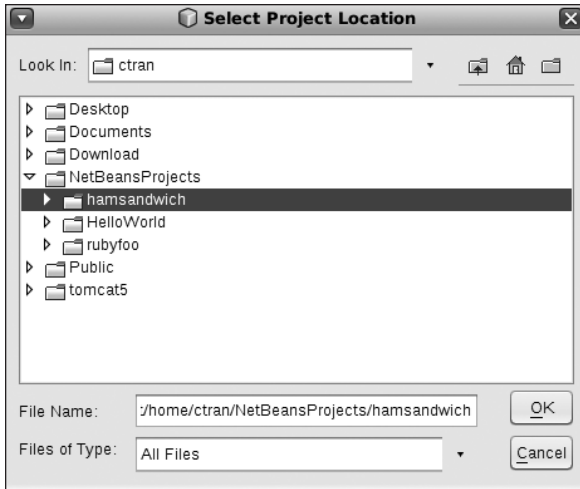 Select Project Location
Look In: ctran
Desktop
Documents
Download
NetBeansProjects
hamsandwich
HelloWorld
rubyfoo
Public
tomcat5
File Name: :/home/ctran/NetBeansProjects/hamsandwich OK
Files of Type: All Files Cancel